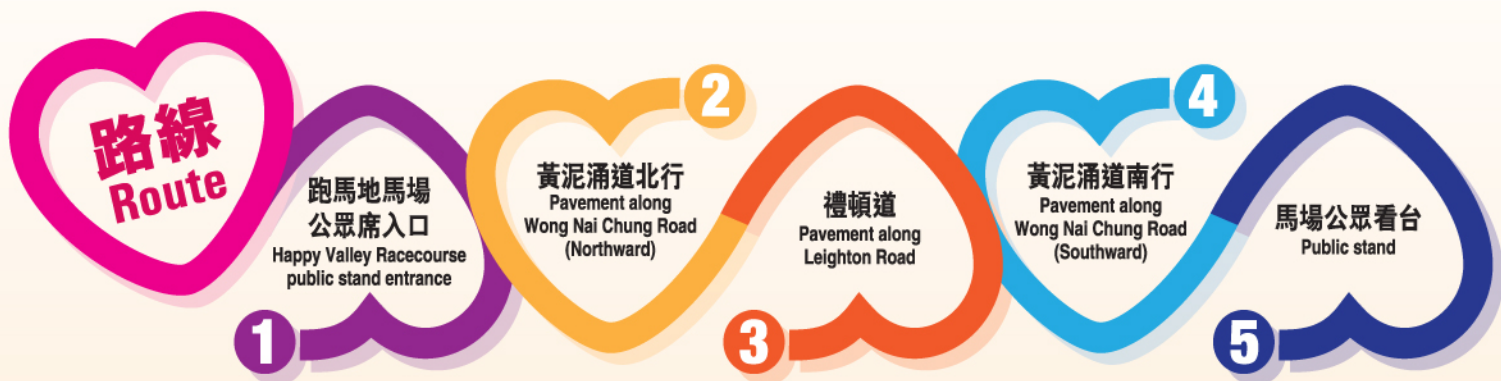 路線
Route
1
跑馬地馬場
公眾席入口
Happy Valley Racecourse
public stand entrance
2
黃泥涌道北行
Pavement along
Wong Nai Chung Road
(Northward)
3
禮頓道
Pavement along
Leighton Road
4
黃泥涌道南行
Pavement along
Wong Nai Chung Road
(Southward)
5
馬場公眾看台
Public stand